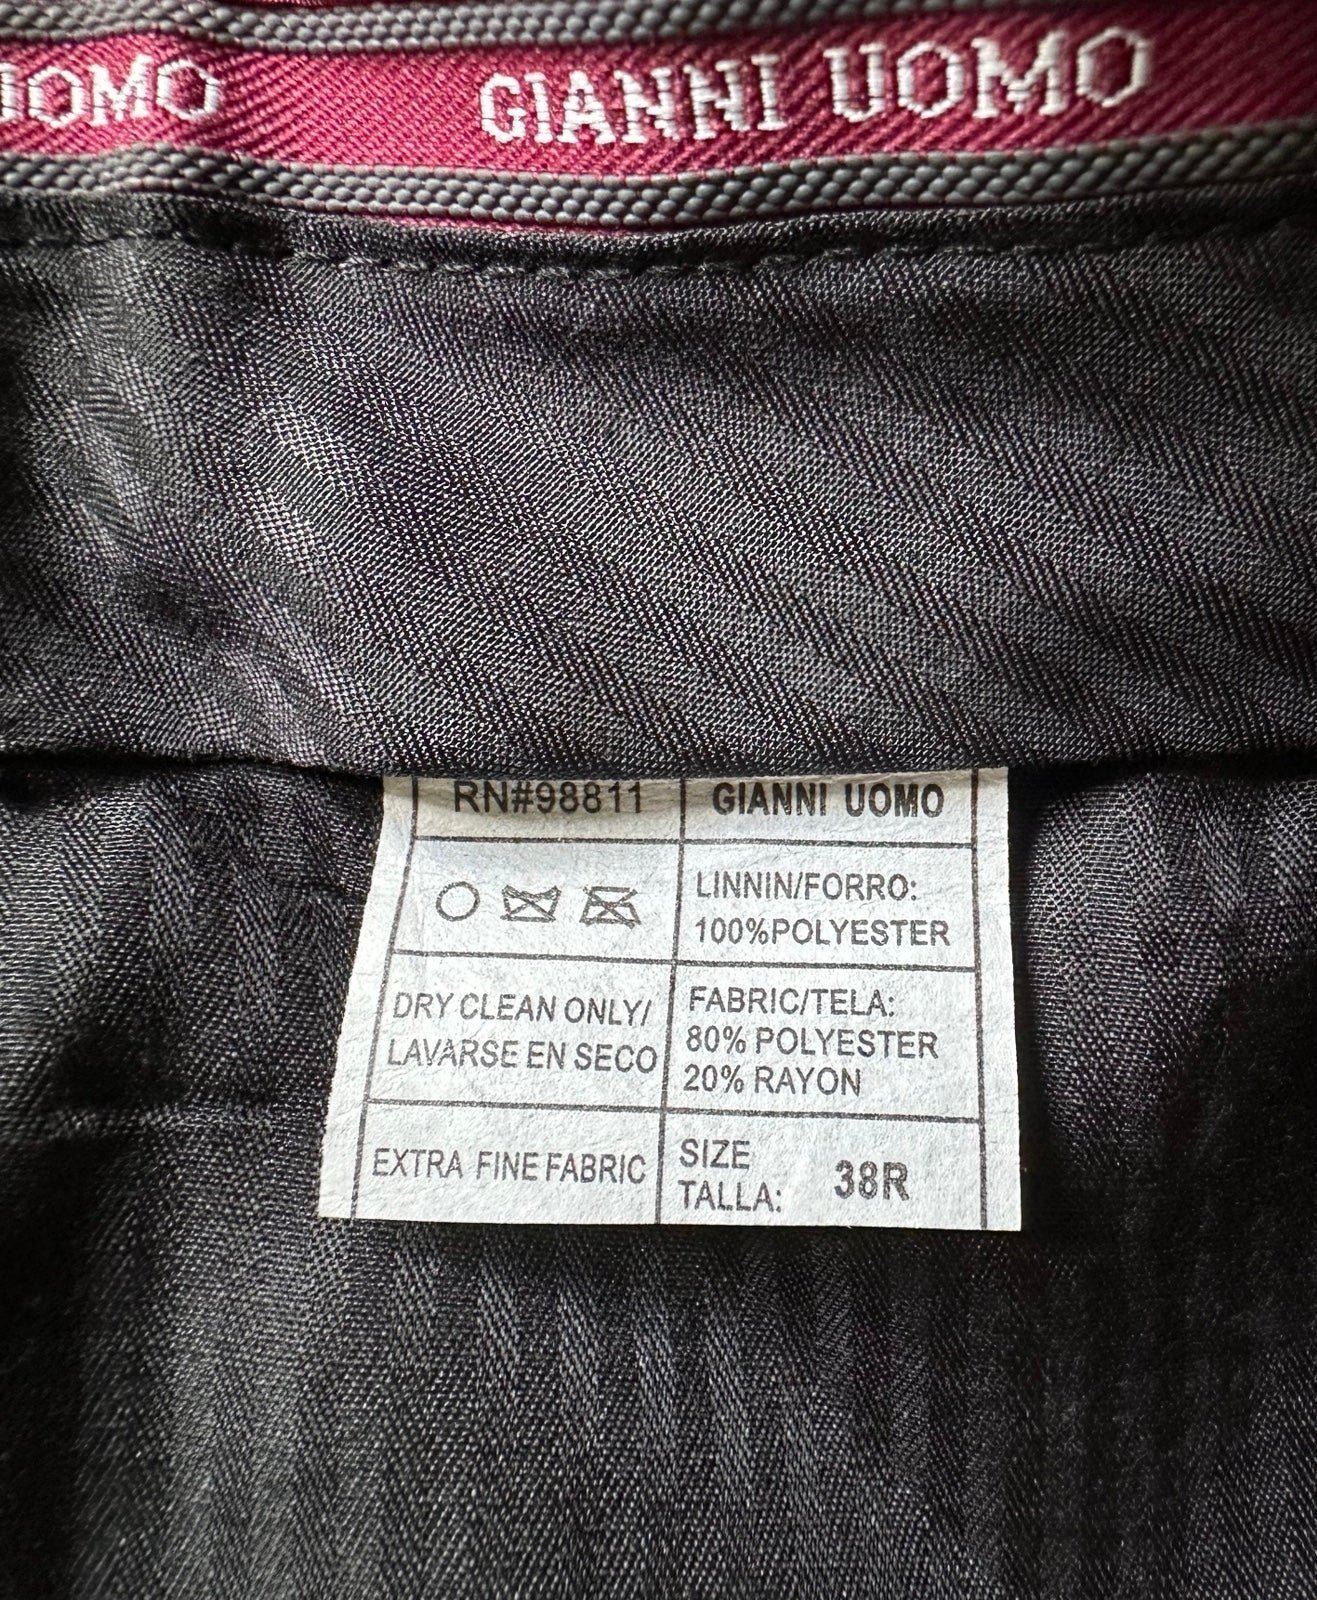 UOMO GIANNI UOMO
RN#98811
GIANNI UOMO
LINNIN/FORRO:
100%POLYESTER
DRY CLEAN ONLY/
LAVARSE EN SECO
FABRIC/TELA:
80% POLYESTER
20% RAYON
EXTRA FINE FABRIC
SIZE
TALLA: 38R